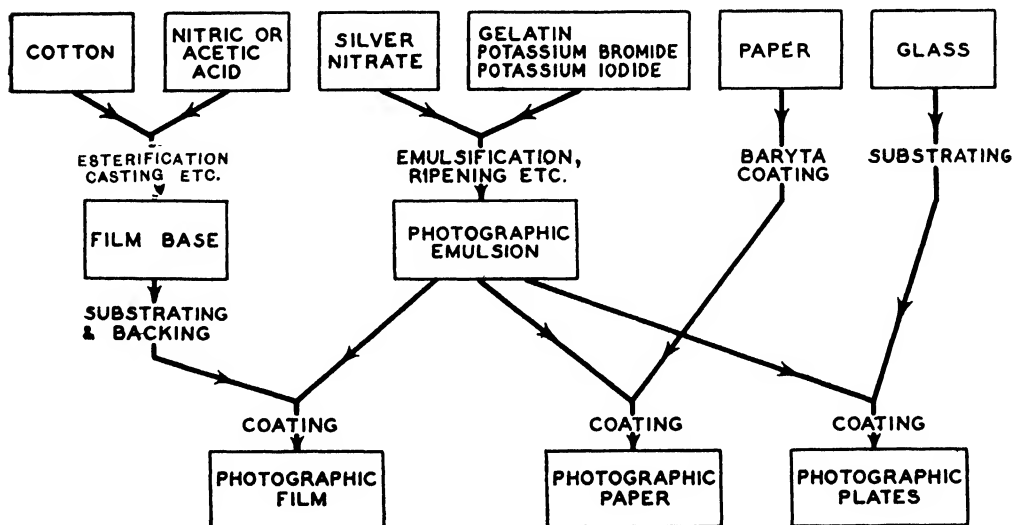 COTTON
NITRIC OR
ACETIC
ACID
SILVER
NITRATE
GELATIN
POTASSIUM BROMIDE
POTASSIUM IODIDE
PAPER
GLASS
ESTERIFICATION
CASTING ETC.
EMULSIFICATION,
RIPENING ETC.
BARYTA
COATING
SUBSTRATING
FILM BASE
PHOTOGRAPHIC
EMULSION
SUBSTRATING
& BACKING
COATING
COATING
COATING
PHOTOGRAPHIC
FILM
PHOTOGRAPHIC
PAPER
PHOTOGRAPHIC
PLATES